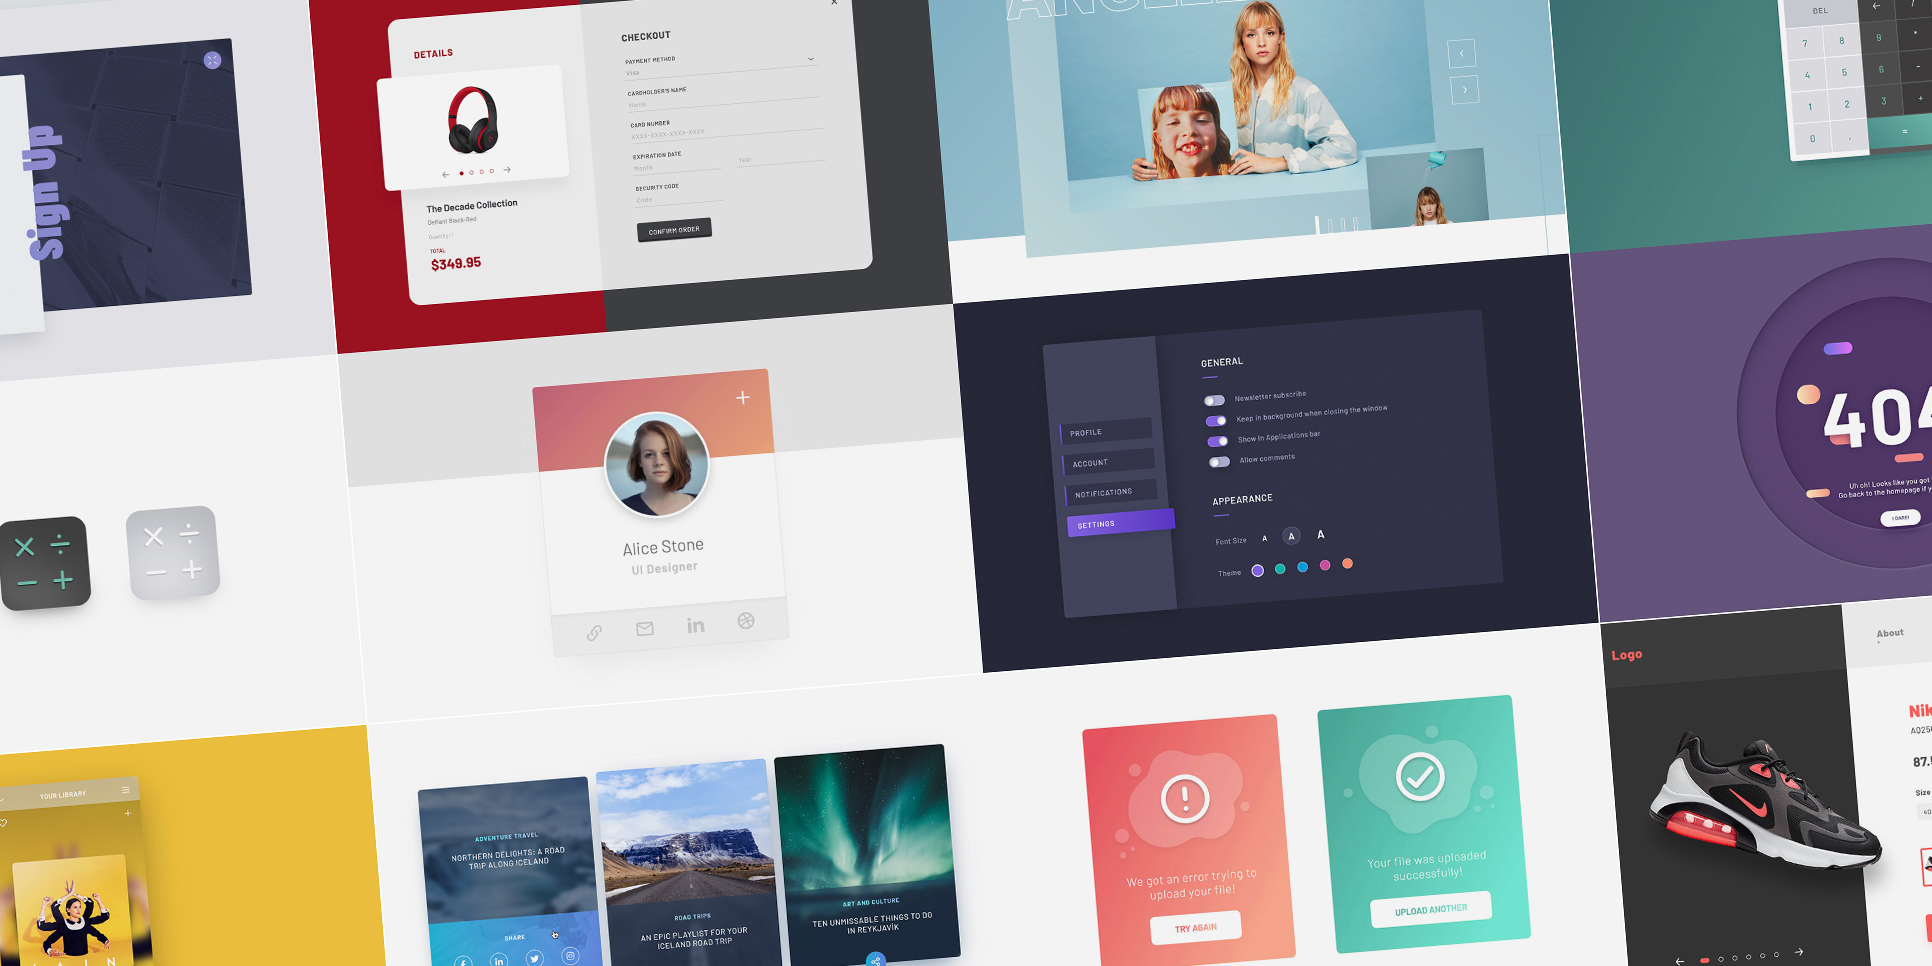 Sign Up
DETAILS
The Decade Collection
Defiant Black-Red
Quantity: 1
TOTAL
$349.95
CHECKOUT
PAYMENT METHOD
Visa
CARDHOLDER'S NAME
Name
CARD NUMBER
XXXX-XXXX-XXXX-XXXX
EXPIRATION DATE
Month
Year
SECURITY CODE
Code
CONFIRM ORDER
DEL
7 8 9 *
4 5 6 -
1 2 3 +
0 . =
Alice Stone
UI Designer
in
PROFILE
ACCOUNT
NOTIFICATIONS
SETTINGS
GENERAL
Newsletter subscribe
Keep in background when closing the window
Show in Applications bar
Allow comments
APPEARANCE
Font Size A A A
Theme
404
Uh oh! Looks like you got
Go back to the homepage if y
I DARE!
YOUR LIBRARY
A I N
ADVENTURE TRAVEL
NORTHERN DELIGHTS: A ROAD
TRIP ALONG ICELAND
SHARE
ROAD TRIPS
AN EPIC PLAYLIST FOR YOUR
ICELAND ROAD TRIP
ART AND CULTURE
TEN UNMISSABLE THINGS TO DO
IN REYKJAVÍK
We got an error trying to
upload your file!
TRY AGAIN
Your file was uploaded
successfully!
UPLOAD ANOTHER
Logo
About
Nik
AQ256
87.5
Size
40